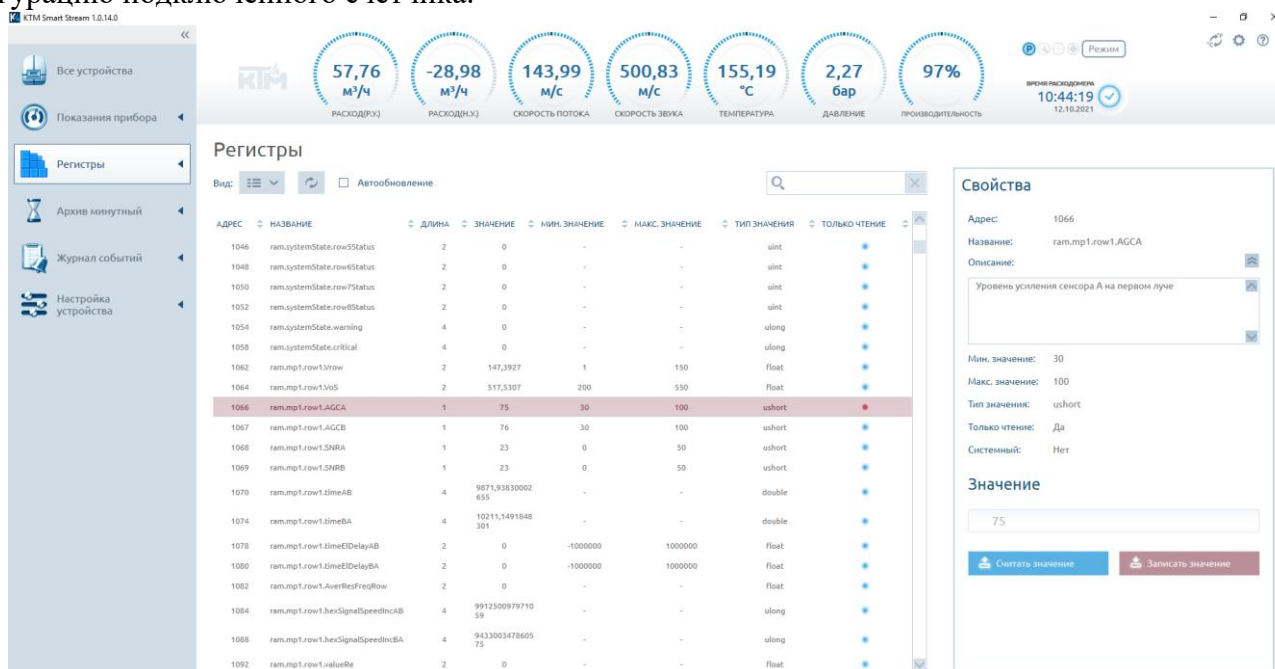 гурацию подключенного счетчика.
KTM Smart Stream 1.0.14.0
Все устройства
Показания прибора
Регистры
Архив минутный
Журнал событий
Настройка
устройства
КТМ
57,76
м³/ч
РАСХОД(Р.У.)
-28,98
м³/ч
РАСХОД(Н.У.)
143,99
м/с
СКОРОСТЬ ПОТОКА
500,83
м/с
СКОРОСТЬ ЗВУКА
155,19
°C
ТЕМПЕРАТУРА
2,27
бар
ДАВЛЕНИЕ
97%
ПРОИЗВОДИТЕЛЬНОСТЬ
P
Режим
ВРЕМЯ РАСХОДОМЕРА
10:44:19
12.10.2021
Регистры
Вид: Автообновление
АДРЕС НАЗВАНИЕ ДЛИНА ЗНАЧЕНИЕ МИН. ЗНАЧЕНИЕ МАКС. ЗНАЧЕНИЕ ТИП ЗНАЧЕНИЯ ТОЛЬКО ЧТЕНИЕ
1046 ram.systemState.row5Status 2 0 - - uint
1048 ram.systemState.row6Status 2 0 - - uint
1050 ram.systemState.row7Status 2 0 - - uint
1052 ram.systemState.row8Status 2 0 - - uint
1054 ram.systemState.warning 4 0 - - ulong
1058 ram.systemState.critical 4 0 - - ulong
1062 ram.mp1.row1.Vrow 2 147,3927 1 150 float
1064 ram.mp1.row1.VoS 2 517,5307 200 550 float
1066 ram.mp1.row1.AGCA 1 75 30 100 ushort
1067 ram.mp1.row1.AGCB 1 76 30 100 ushort
1068 ram.mp1.row1.SNRA 1 23 0 50 ushort
1069 ram.mp1.row1.SNRB 1 23 0 50 ushort
1070 ram.mp1.row1.timeAB 4 9871,93830002 - - double
655
1074 ram.mp1.row1.timeBA 4 10211,1491848 - - double
301
1078 ram.mp1.row1.timeElDelayAB 2 0 -1000000 1000000 float
1080 ram.mp1.row1.timeElDelayBA 2 0 -1000000 1000000 float
1082 ram.mp1.row1.AverResFreqRow 2 0 - - float
1084 ram.mp1.row1.hexSignalSpeedIncAB 4 9912500979710 - - ulong
59
1088 ram.mp1.row1.hexSignalSpeedIncBA 4 9433003478605 - - ulong
75
1092 ram.mp1.row1.valueRe 2 0 - - float
Свойства
Адрес: 1066
Название: ram.mp1.row1.AGCA
Описание:
Уровень усиления сенсора А на первом луче
Мин. значение: 30
Макс. значение: 100
Тип значения: ushort
Только чтение: Да
Системный: Нет
Значение
75
Считать значение Записать значение